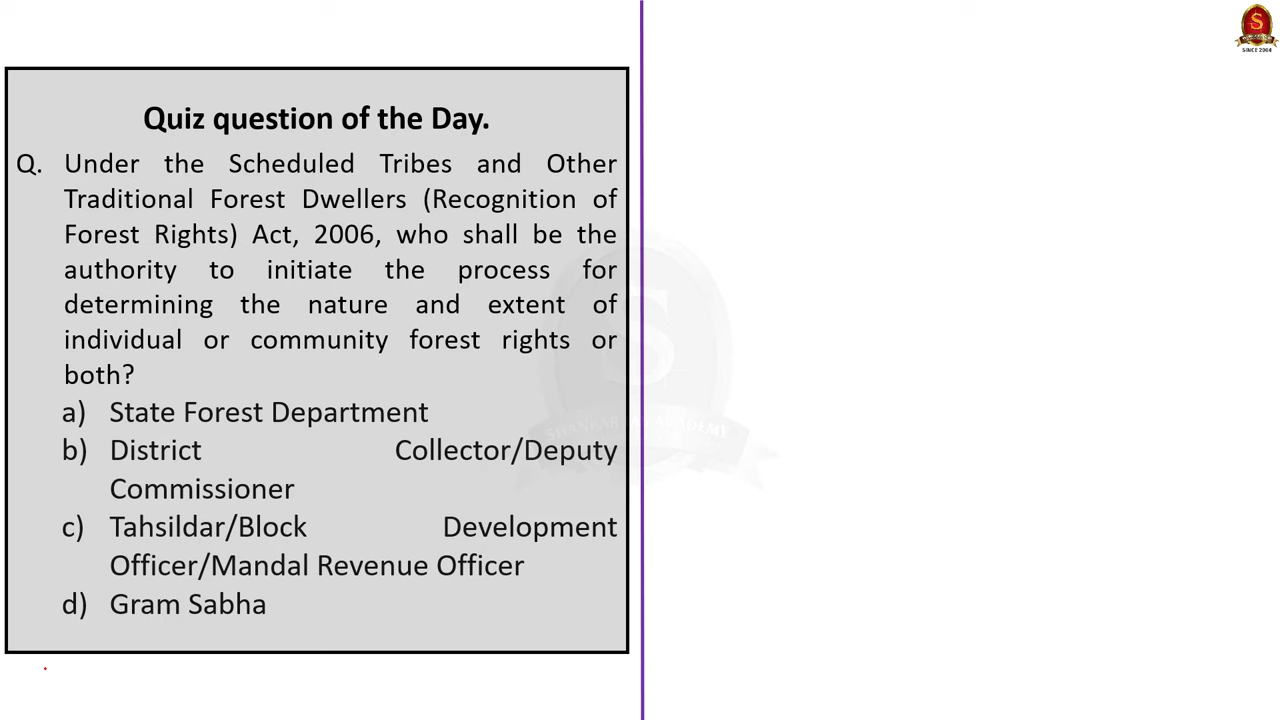 S
SINCE 2004
Quiz question of the Day.
Q. Under the Scheduled Tribes and Other
Traditional Forest Dwellers (Recognition of
Forest Rights) Act, 2006, who shall be the
authority to initiate the process for
determining the nature and extent of
individual or community forest rights or
both?
a) State Forest Department
b) District Collector/Deputy
Commissioner
c) Tahsildar/Block Development
Officer/Mandal Revenue Officer
d) Gram Sabha